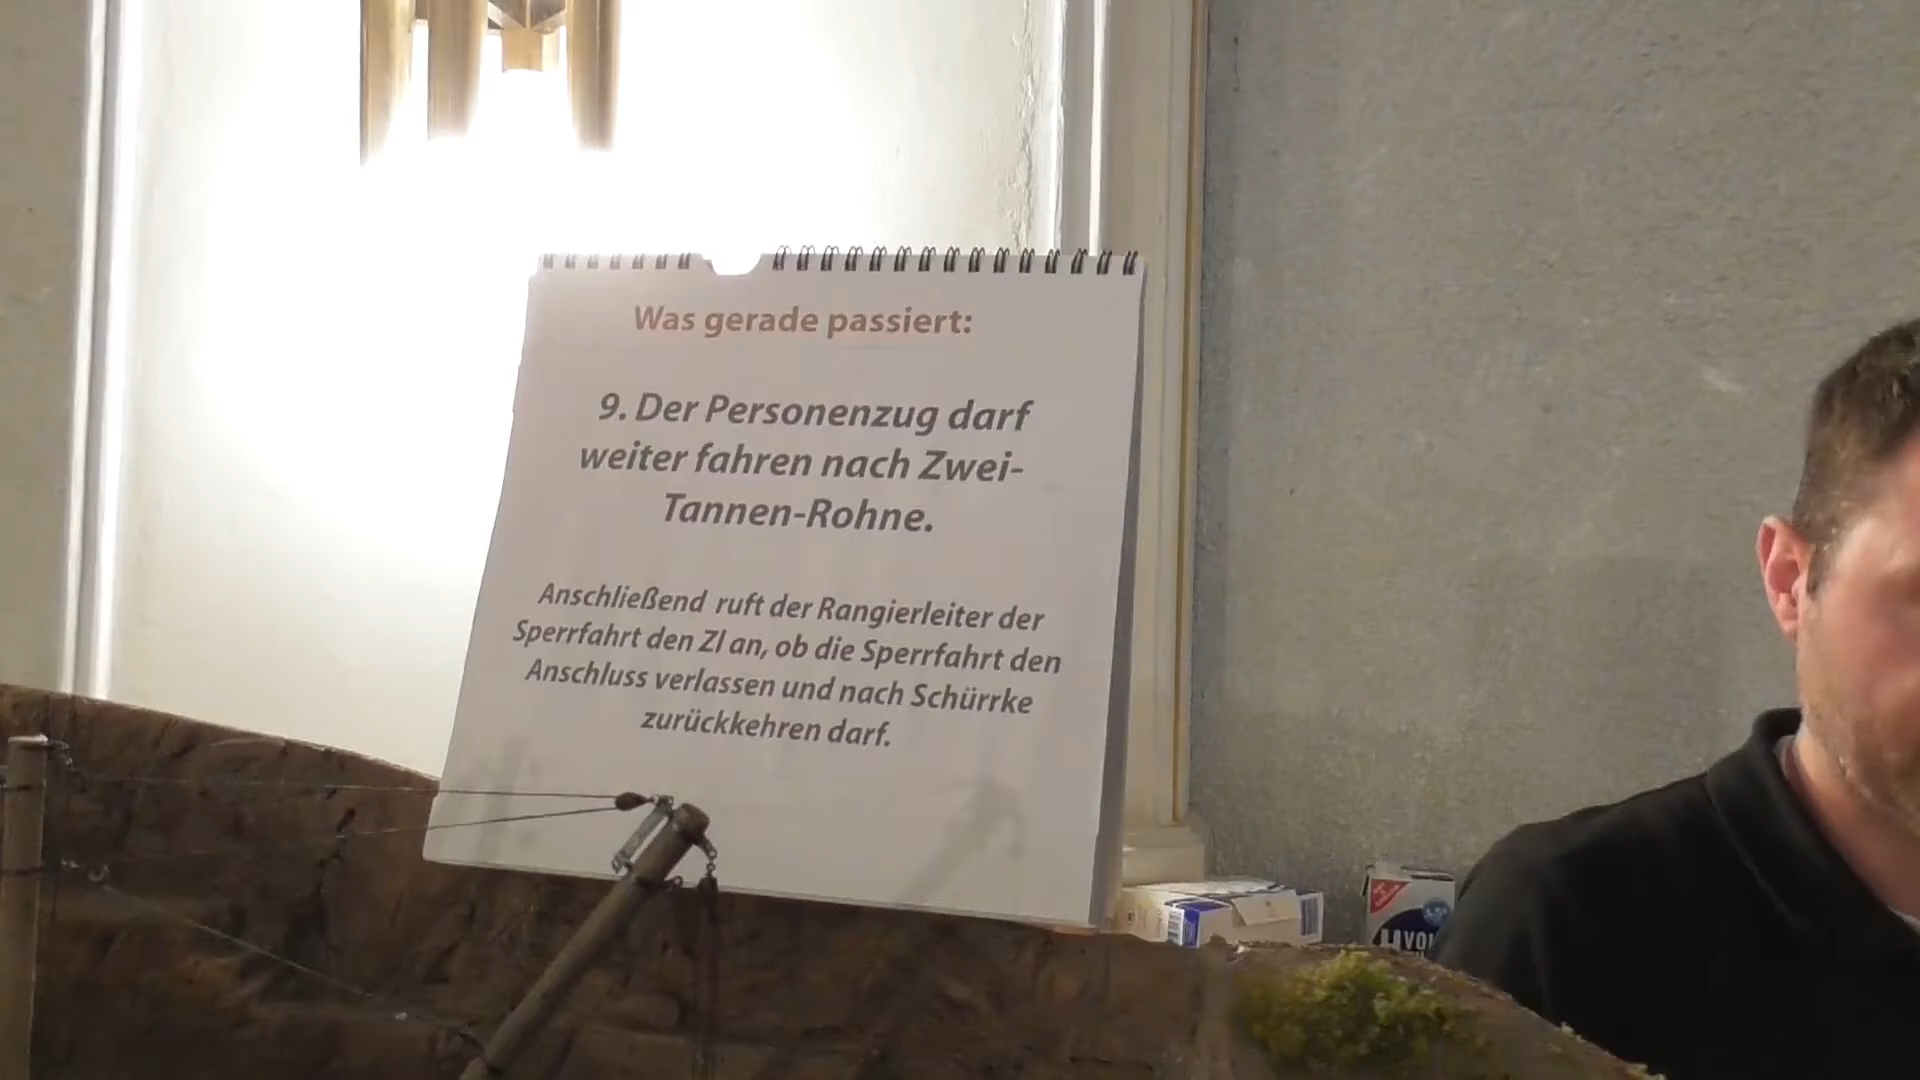 Was gerade passiert:
9. Der Personenzug darf
weiter fahren nach Zwei-
Tannen-Rohne.
Anschließend ruft der Rangierleiter der
Sperrfahrt den Zl an, ob die Sperrfahrt den
Anschluss verlassen und nach Schürrke
zurückkehren darf.